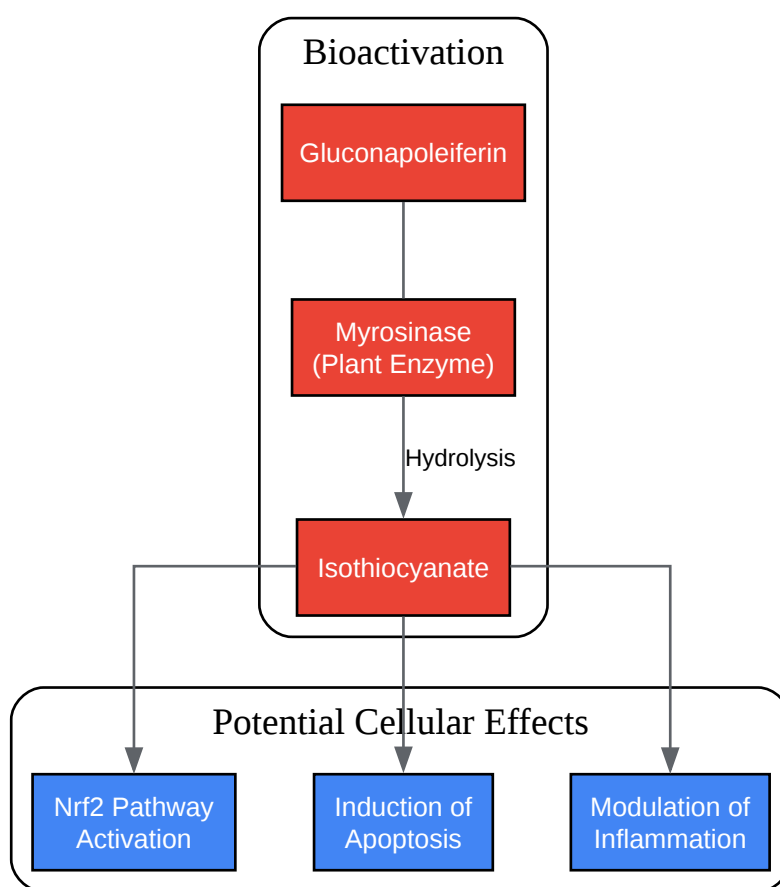 Bioactivation
Gluconapoleiferin
Myrosinase
(Plant Enzyme)
Hydrolysis
Isothiocyanate
Potential Cellular Effects
Nrf2 Pathway
Activation
Induction of
Apoptosis
Modulation of
Inflammation